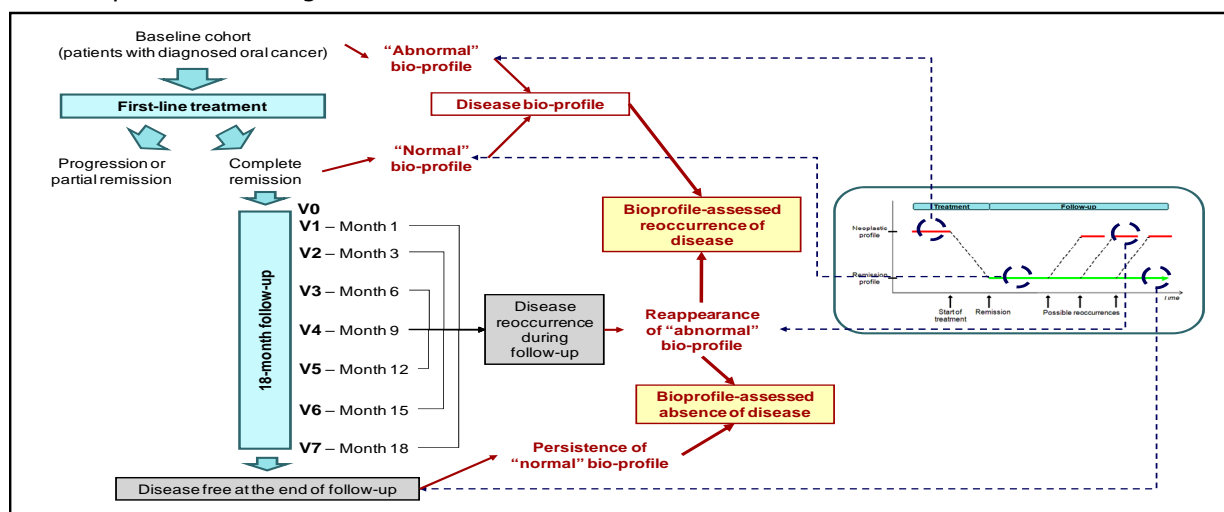 Baseline cohort
(patients with diagnosed oral cancer)
First-line treatment
Progression or
partial remission
Complete
remission
18-month follow-up
V0
V1 – Month 1
V2 – Month 3
V3 – Month 6
V4 – Month 9
V5 – Month 12
V6 – Month 15
V7 – Month 18
Disease free at the end of follow-up
“Abnormal”
bio-profile
Disease bio-profile
“Normal”
bio-profile
Disease
reoccurrence
during
follow-up
Bioprofile-assessed
reoccurrence of
disease
Reappearance
of “abnormal”
bio-profile
Bioprofile-assessed
absence of disease
Persistence of
“normal” bio-profile
Treatment
Follow-up
Neoplastic
profile
Remission
profile
Time
Start of
treatment
Remission
Possible reoccurrences